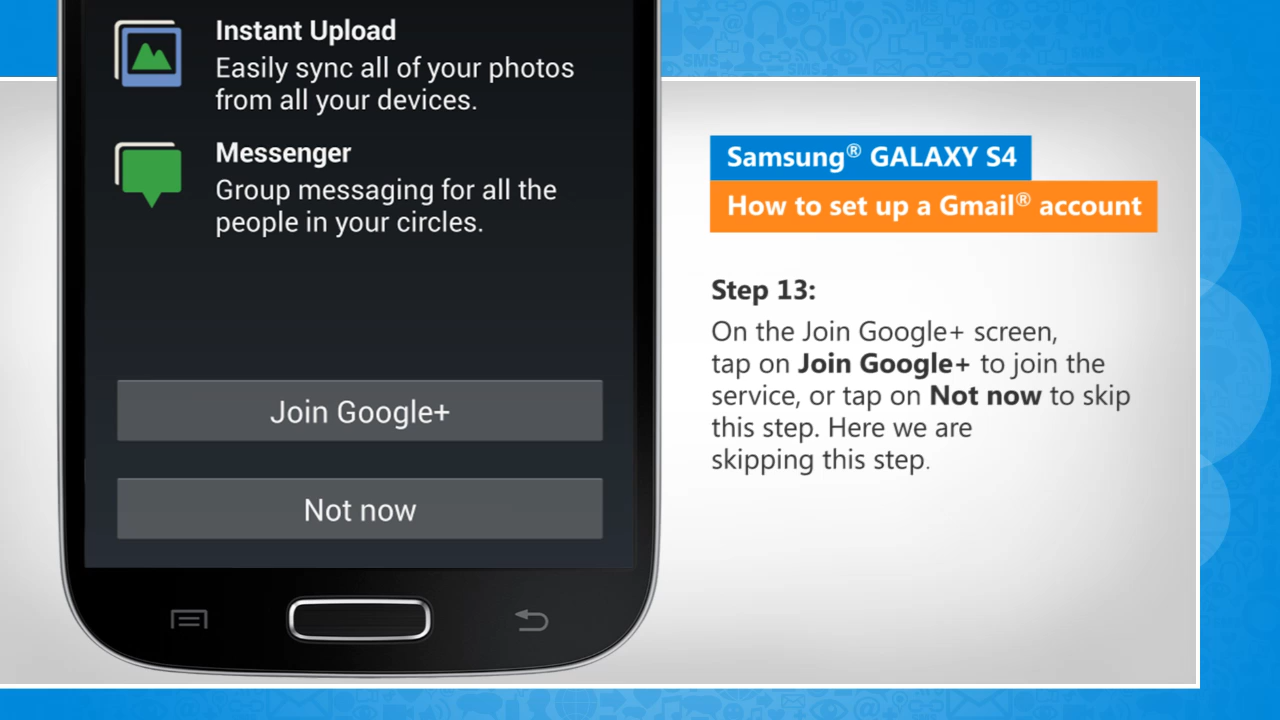 Instant Upload
Easily sync all of your photos
from all your devices.
Messenger
Group messaging for all the
people in your circles.
Join Google+
Not now
Samsung® GALAXY S4
How to set up a Gmail® account
Step 13:
On the Join Google+ screen,
tap on Join Google+ to join the
service, or tap on Not now to skip
this step. Here we are
skipping this step.
SMS
SMS